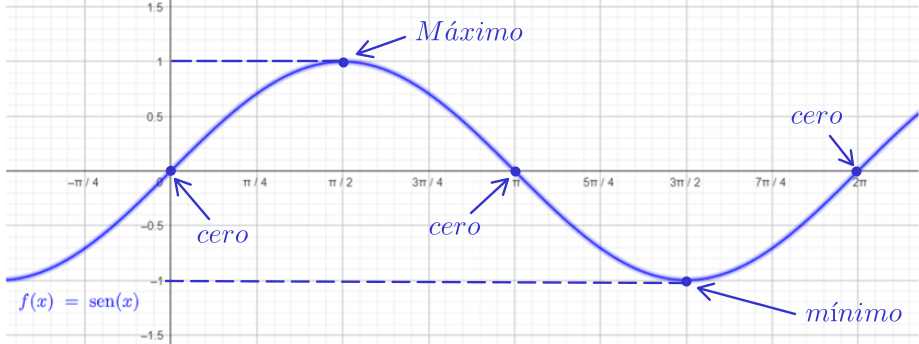 1.5
Máximo
1
cero
0.5
−π / 4
0
π / 4
π / 2
3π / 4
π
5π / 4
3π / 2
7π / 4
2π
cero
cero
−0.5
−1
f(x) = sen(x)
mínimo
−1.5